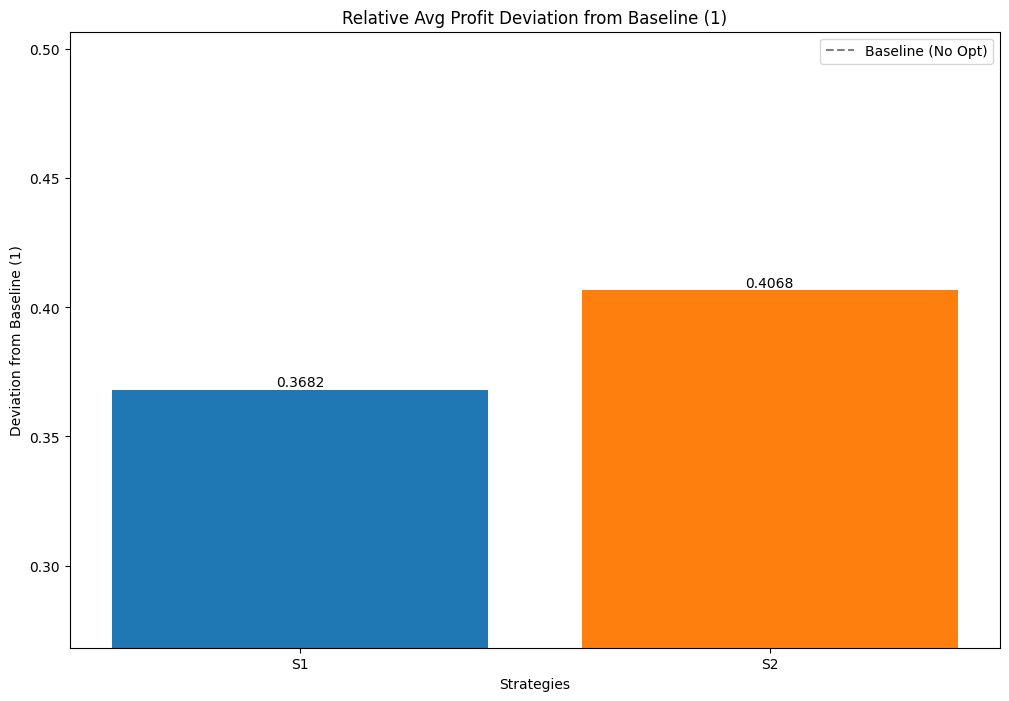 Relative Avg Profit Deviation from Baseline (1)
Baseline (No Opt)
Deviation from Baseline (1)
0.50
0.45
0.40
0.35
0.30
0.3682
0.4068
S1
S2
Strategies